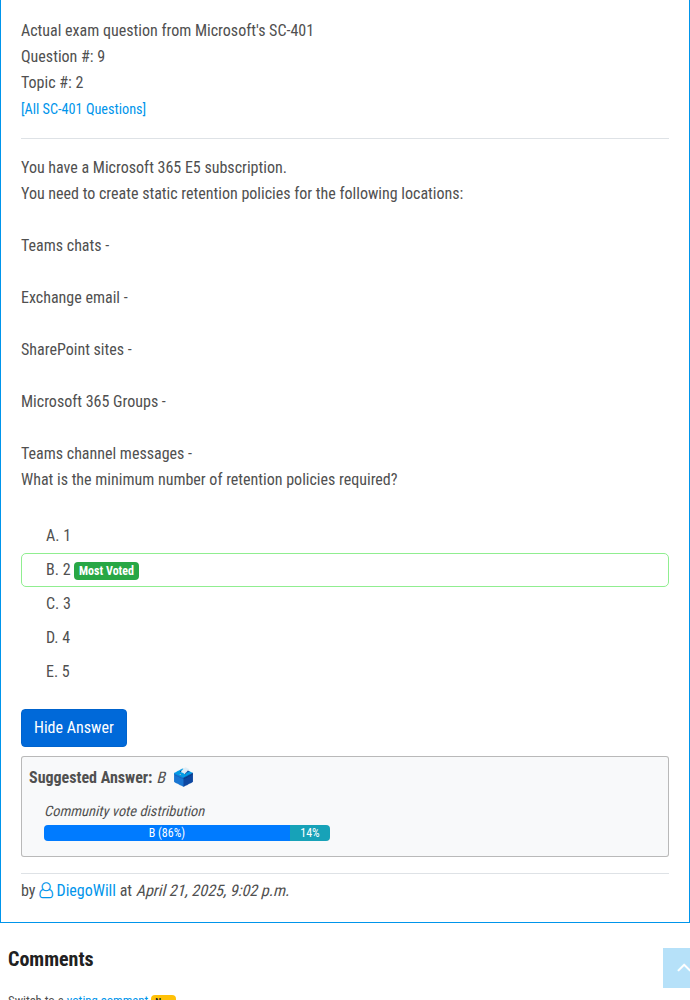 Actual exam question from Microsoft's SC-401
Question #: 9
Topic #: 2
[All SC-401 Questions]
You have a Microsoft 365 E5 subscription.
You need to create static retention policies for the following locations:
Teams chats -
Exchange email -
SharePoint sites -
Microsoft 365 Groups -
Teams channel messages -
What is the minimum number of retention policies required?
A. 1
B. 2 Most Voted
C. 3
D. 4
E. 5
Hide Answer
Suggested Answer: B
Community vote distribution
B (86%) 14%
by DiegoWill at April 21, 2025, 9:02 p.m.
Comments
Switch to a voting comment